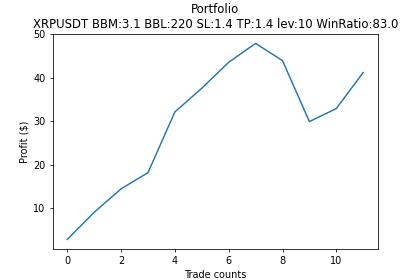 Portfolio
XRPUSDT BBM:3.1 BBL:220 SL:1.4 TP:1.4 lev:10 WinRatio:83.0
50
40
30
20
10
Profit ($)
0 2 4 6 8 10
Trade counts